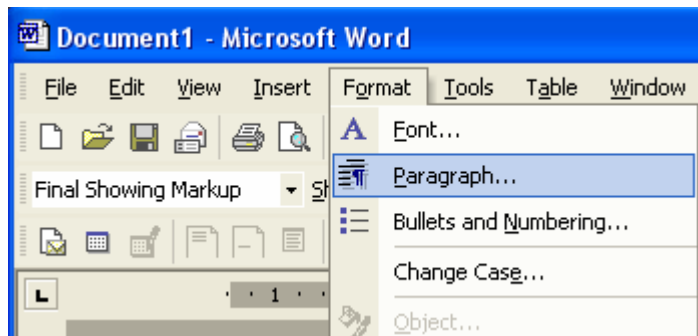 Document1 - Microsoft Word
File Edit View Insert Format Tools Table Window
Font...
Paragraph...
Final Showing Markup
Bullets and Numbering...
Change Case...
1
Object...